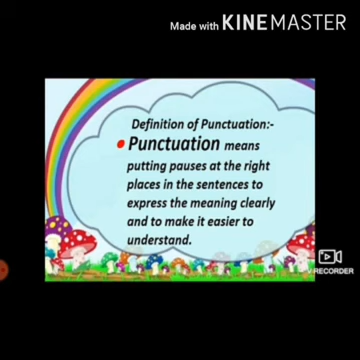 Made with KINEMASTER
Definition of Punctuation:-
• Punctuation means
putting pauses at the right
places in the sentences to
express the meaning clearly
and to make it easier to
understand.
V RECORDER